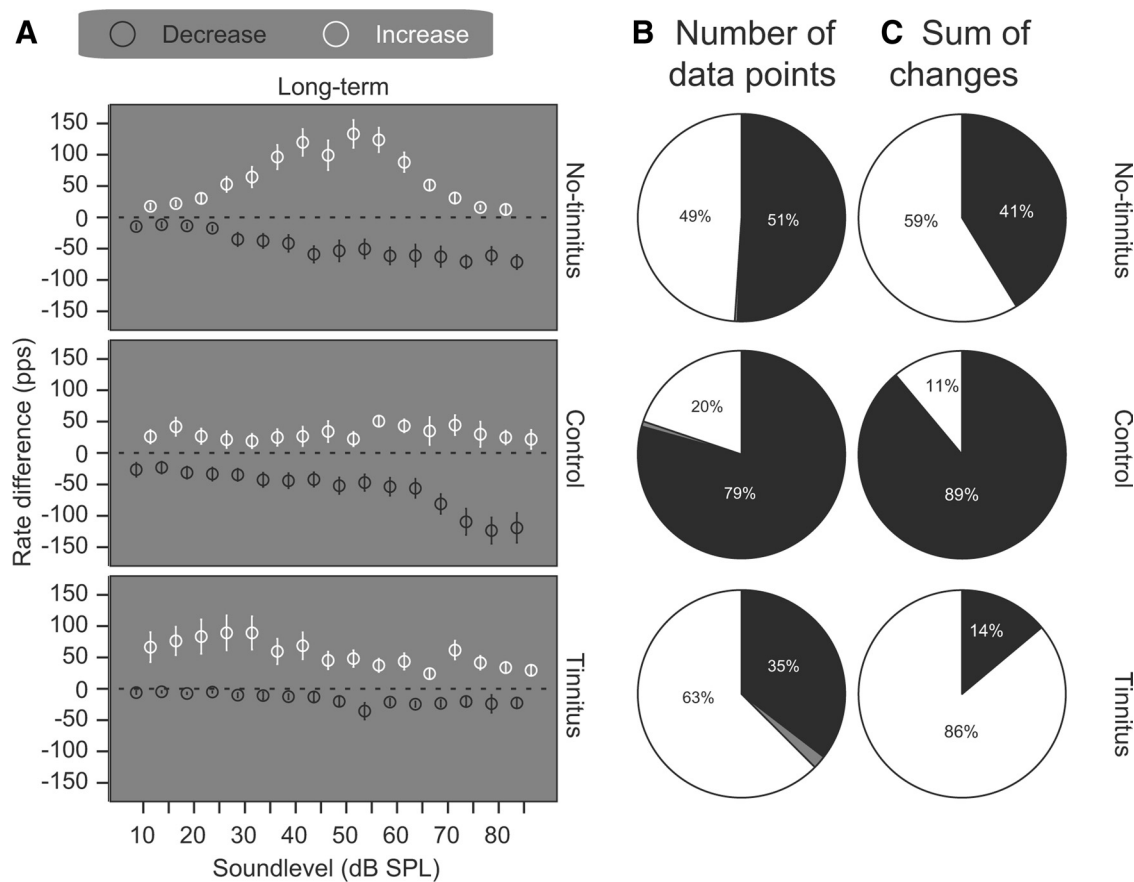 A
Decrease
Increase
B Number of
data points
C Sum of
changes
Long-term
Rate difference (pps)
150
100
50
0
-50
-100
-150
No-tinnitus
150
100
50
0
-50
-100
-150
Control
150
100
50
0
-50
-100
-150
Tinnitus
10 20 30 40 50 60 70 80
Soundlevel (dB SPL)
49% 51%
59% 41%
No-tinnitus
20%
79%
11%
89%
Control
35%
63%
14%
86%
Tinnitus